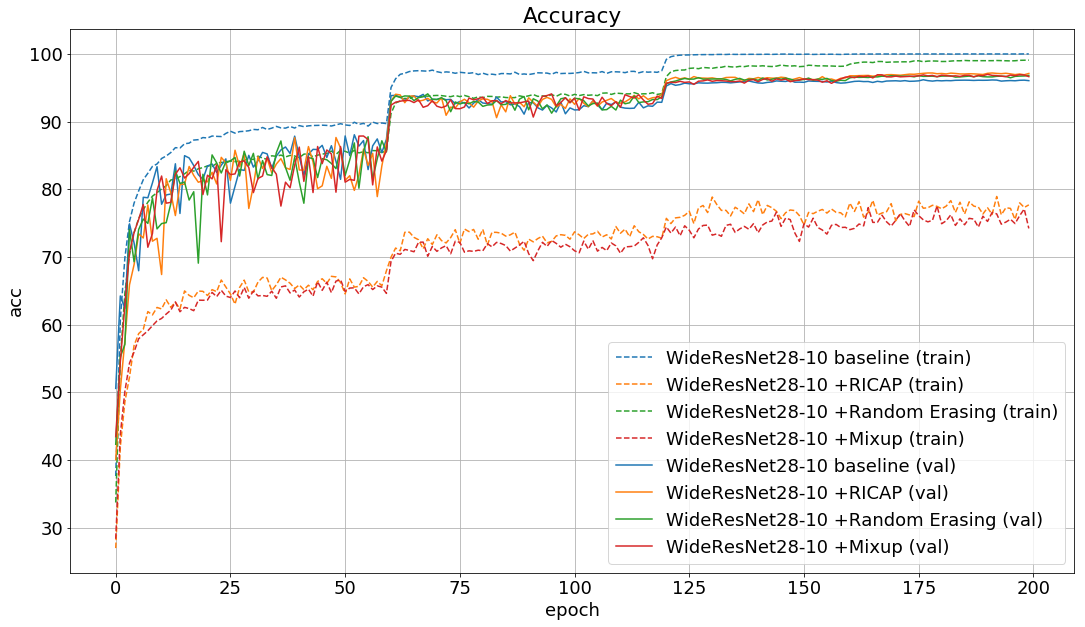 Accuracy
100
90
80
70
60
50
40
30
acc
0 25 50 75 100 125 150 175 200
epoch
WideResNet28-10 baseline (train)
WideResNet28-10 +RICAP (train)
WideResNet28-10 +Random Erasing (train)
WideResNet28-10 +Mixup (train)
WideResNet28-10 baseline (val)
WideResNet28-10 +RICAP (val)
WideResNet28-10 +Random Erasing (val)
WideResNet28-10 +Mixup (val)